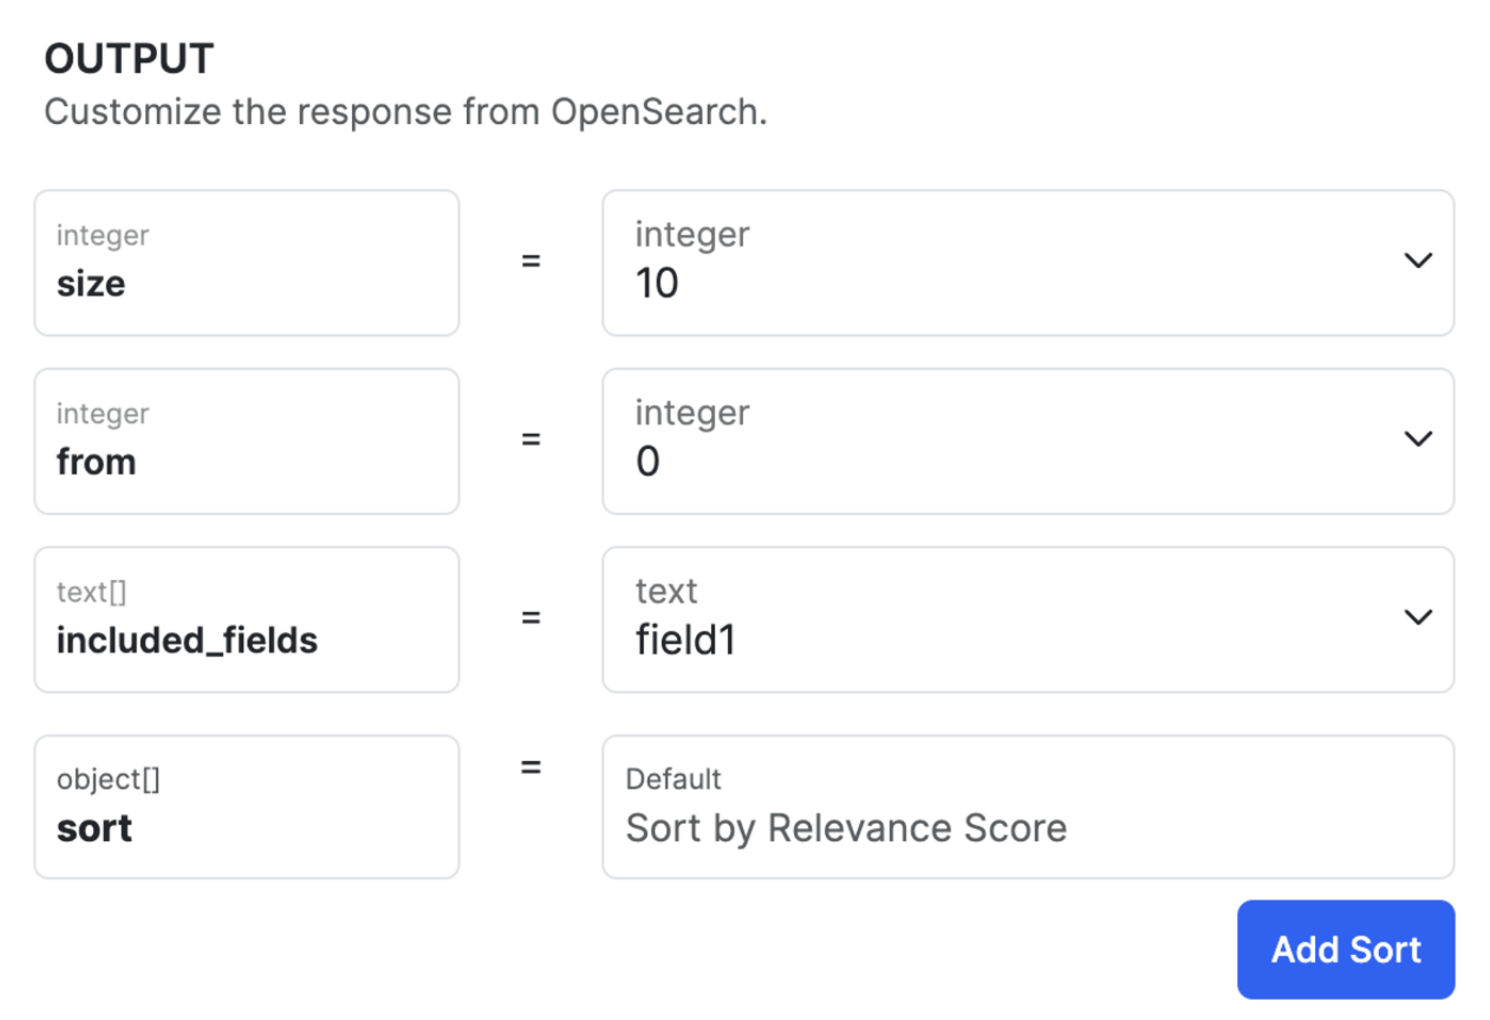 OUTPUT
Customize the response from OpenSearch.
integer
size
=
integer
10
integer
from
=
integer
0
text[]
included_fields
=
text
field1
object[]
sort
=
Default
Sort by Relevance Score
Add Sort